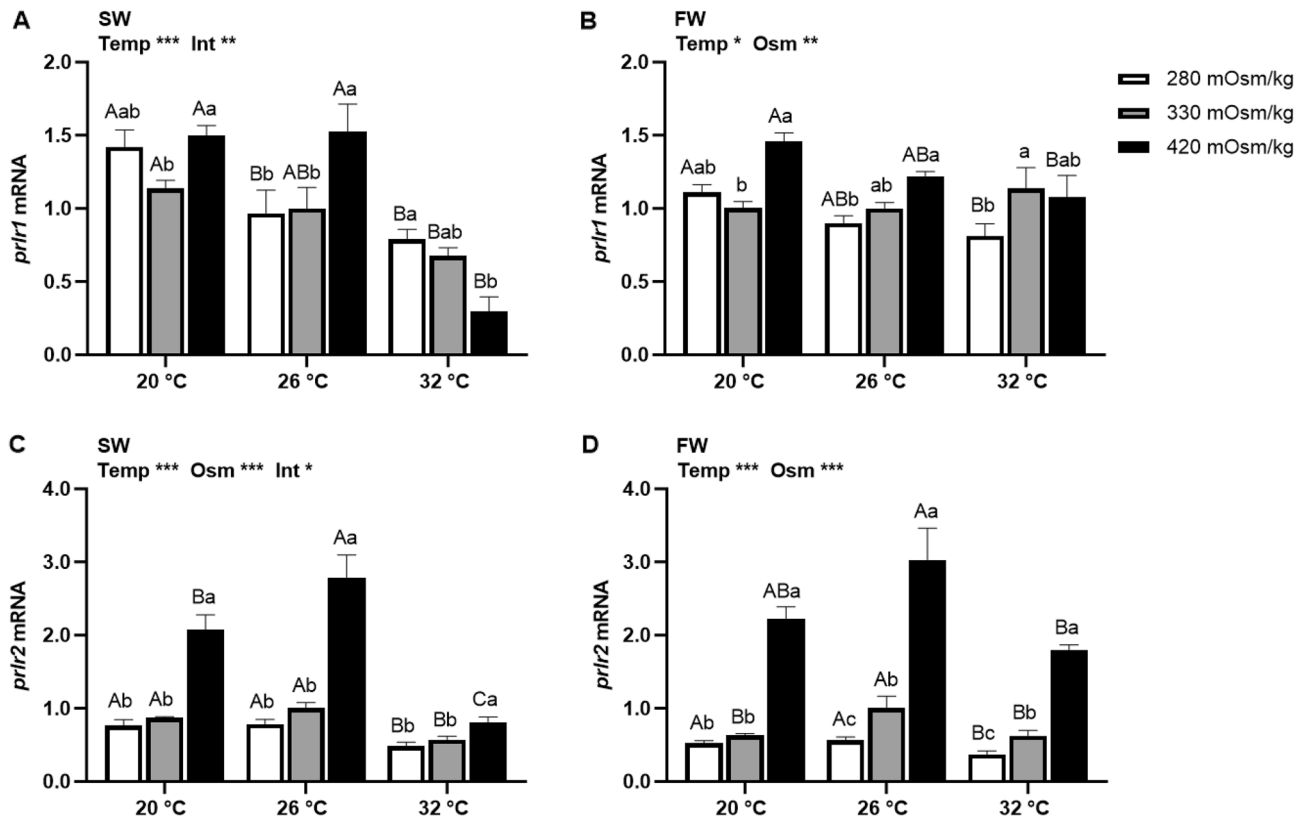 A
SW
Temp *** Int **
prlr1 mRNA
2.0
1.5
1.0
0.5
0.0
Aab
Ab
Aa
Bb
ABb
Aa
Ba
Bab
Bb
20 °C
26 °C
32 °C
B
FW
Temp * Osm **
prlr1 mRNA
2.0
1.5
1.0
0.5
0.0
Aab
b
Aa
ABb
ab
ABa
Bb
a
Bab
20 °C
26 °C
32 °C
280 mOsm/kg
330 mOsm/kg
420 mOsm/kg
C
SW
Temp *** Osm *** Int *
prlr2 mRNA
4.0
3.0
2.0
1.0
0.0
Ab
Ab
Ba
Ab
Ab
Aa
Bb
Bb
Ca
20 °C
26 °C
32 °C
D
FW
Temp *** Osm ***
prlr2 mRNA
4.0
3.0
2.0
1.0
0.0
Ab
Bb
ABa
Ac
Ab
Aa
Bc
Bb
Ba
20 °C
26 °C
32 °C